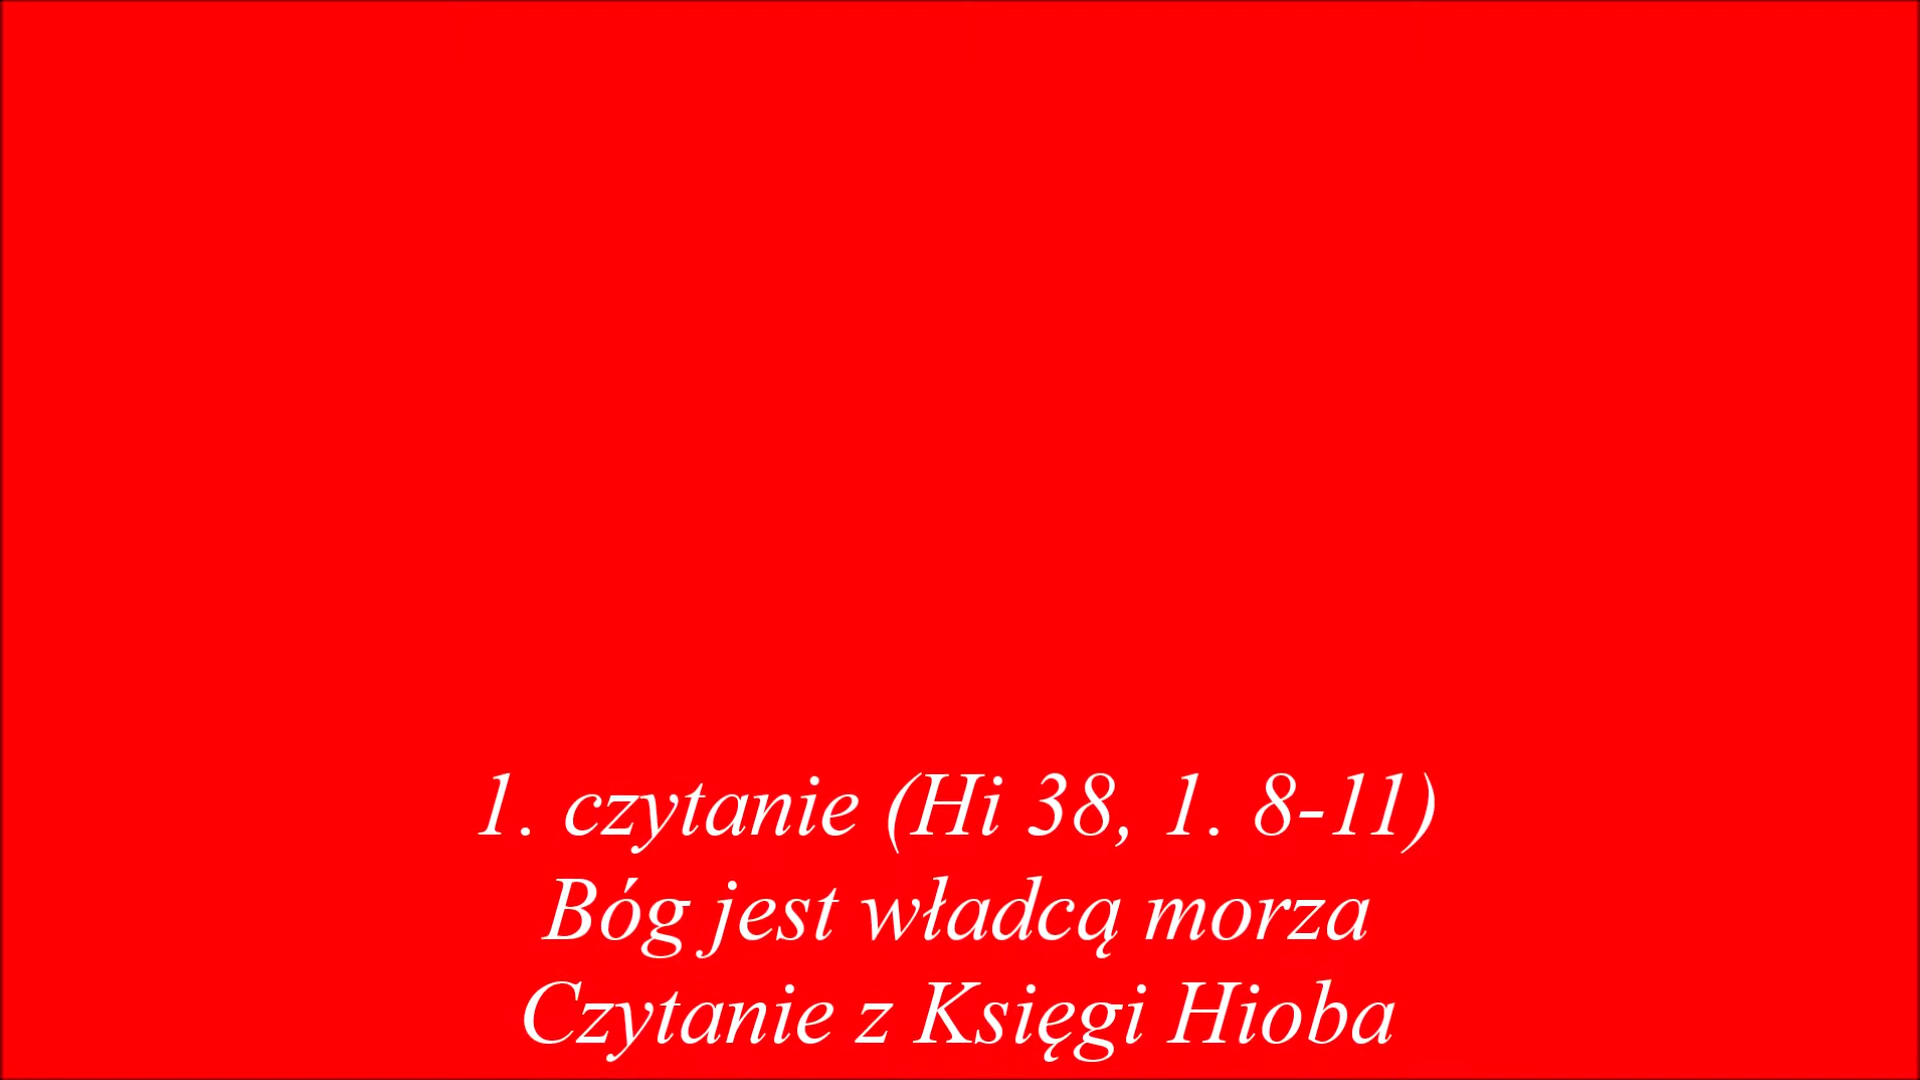 1. czytanie (Hi 38, 1. 8-11)
Bóg jest władcą morza
Czytanie z Księgi Hioba